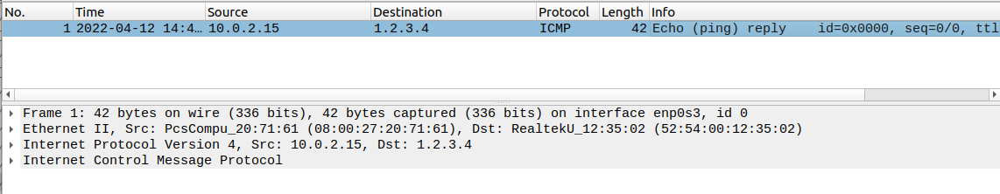 No. Time Source Destination Protocol Length Info
1 2022-04-12 14:4… 10.0.2.15 1.2.3.4 ICMP 42 Echo (ping) reply id=0x0000, seq=0/0, ttl
Frame 1: 42 bytes on wire (336 bits), 42 bytes captured (336 bits) on interface enp0s3, id 0
Ethernet II, Src: PcsCompu_20:71:61 (08:00:27:20:71:61), Dst: RealtekU_12:35:02 (52:54:00:12:35:02)
Internet Protocol Version 4, Src: 10.0.2.15, Dst: 1.2.3.4
Internet Control Message Protocol